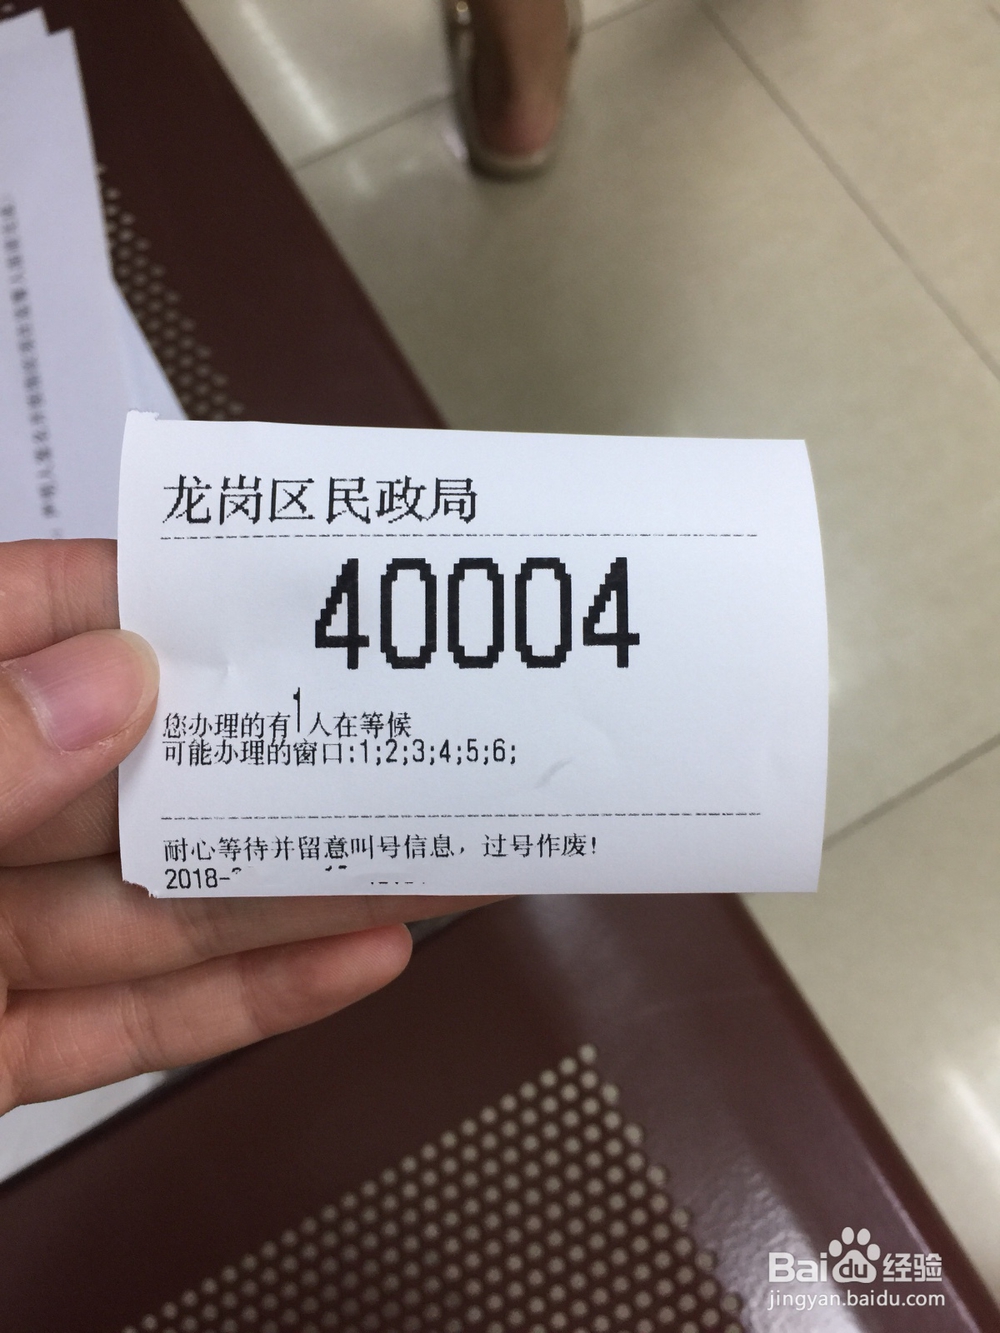 龙岗区民政局
40004
您办理的有1人在等候
可能办理的窗口:1;2;3;4;5;6;
耐心等待并留意叫号信息，过号作废!
2018-
Baidu经验
jingyan.baidu.com